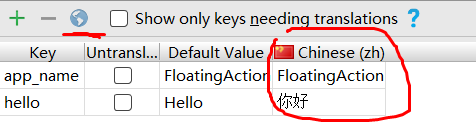 Show only keys needing translations ?
Key Untransl... Default Value Chinese (zh)
app_name FloatingAction FloatingAction
hello Hello 你好